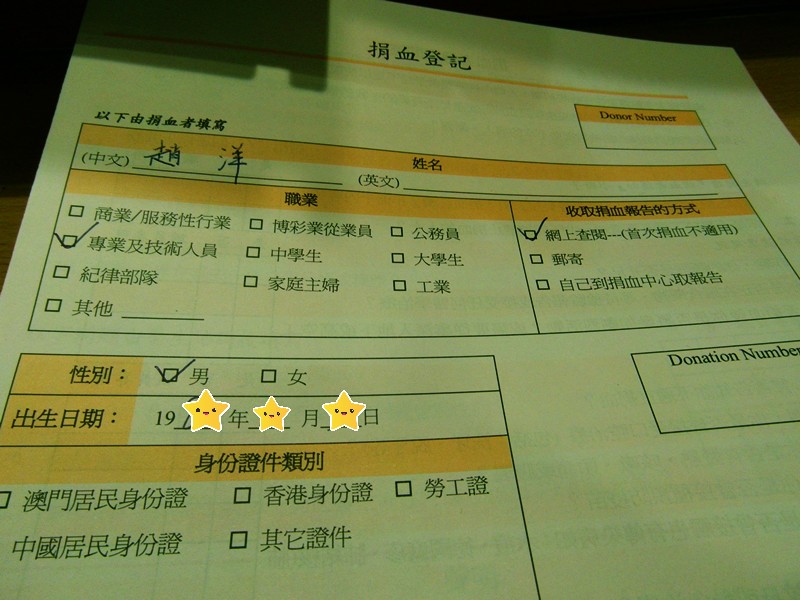 捐血登記
以下由捐血者填寫
Donor Number
姓名
(中文) 趙 洋 (英文)
職業
收取捐血報告的方式
商業/服務性行業 博彩業從業員 公務員
網上查閱---(首次捐血不適用)
專業及技術人員 中學生 大學生
郵寄
紀律部隊 家庭主婦 工業
自己到捐血中心取報告
其他
性別： 男 女
Donation Number
出生日期： 19 年 月 日
身份證件類別
澳門居民身份證 香港身份證 勞工證
中國居民身份證 其它證件